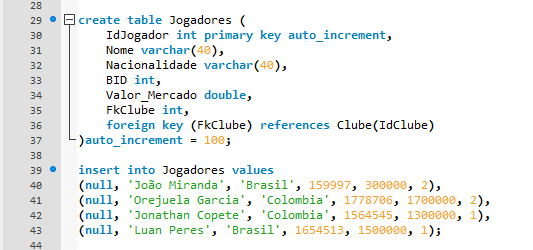 28
29 create table Jogadores (
30 IdJogador int primary key auto_increment,
31 Nome varchar(40),
32 Nacionalidade varchar(40),
33 BID int,
34 Valor_Mercado double,
35 FkClube int,
36 foreign key (FkClube) references Clube(IdClube)
37 )auto_increment = 100;
38
39 insert into Jogadores values
40 (null, 'João Miranda', 'Brasil', 159997, 300000, 2),
41 (null, 'Orejuela Garcia', 'Colombia', 1778706, 1700000, 2),
42 (null, 'Jonathan Copete', 'Colombia', 1564545, 1300000, 1),
43 (null, 'Luan Peres', 'Brasil', 1654513, 1500000, 1);
44